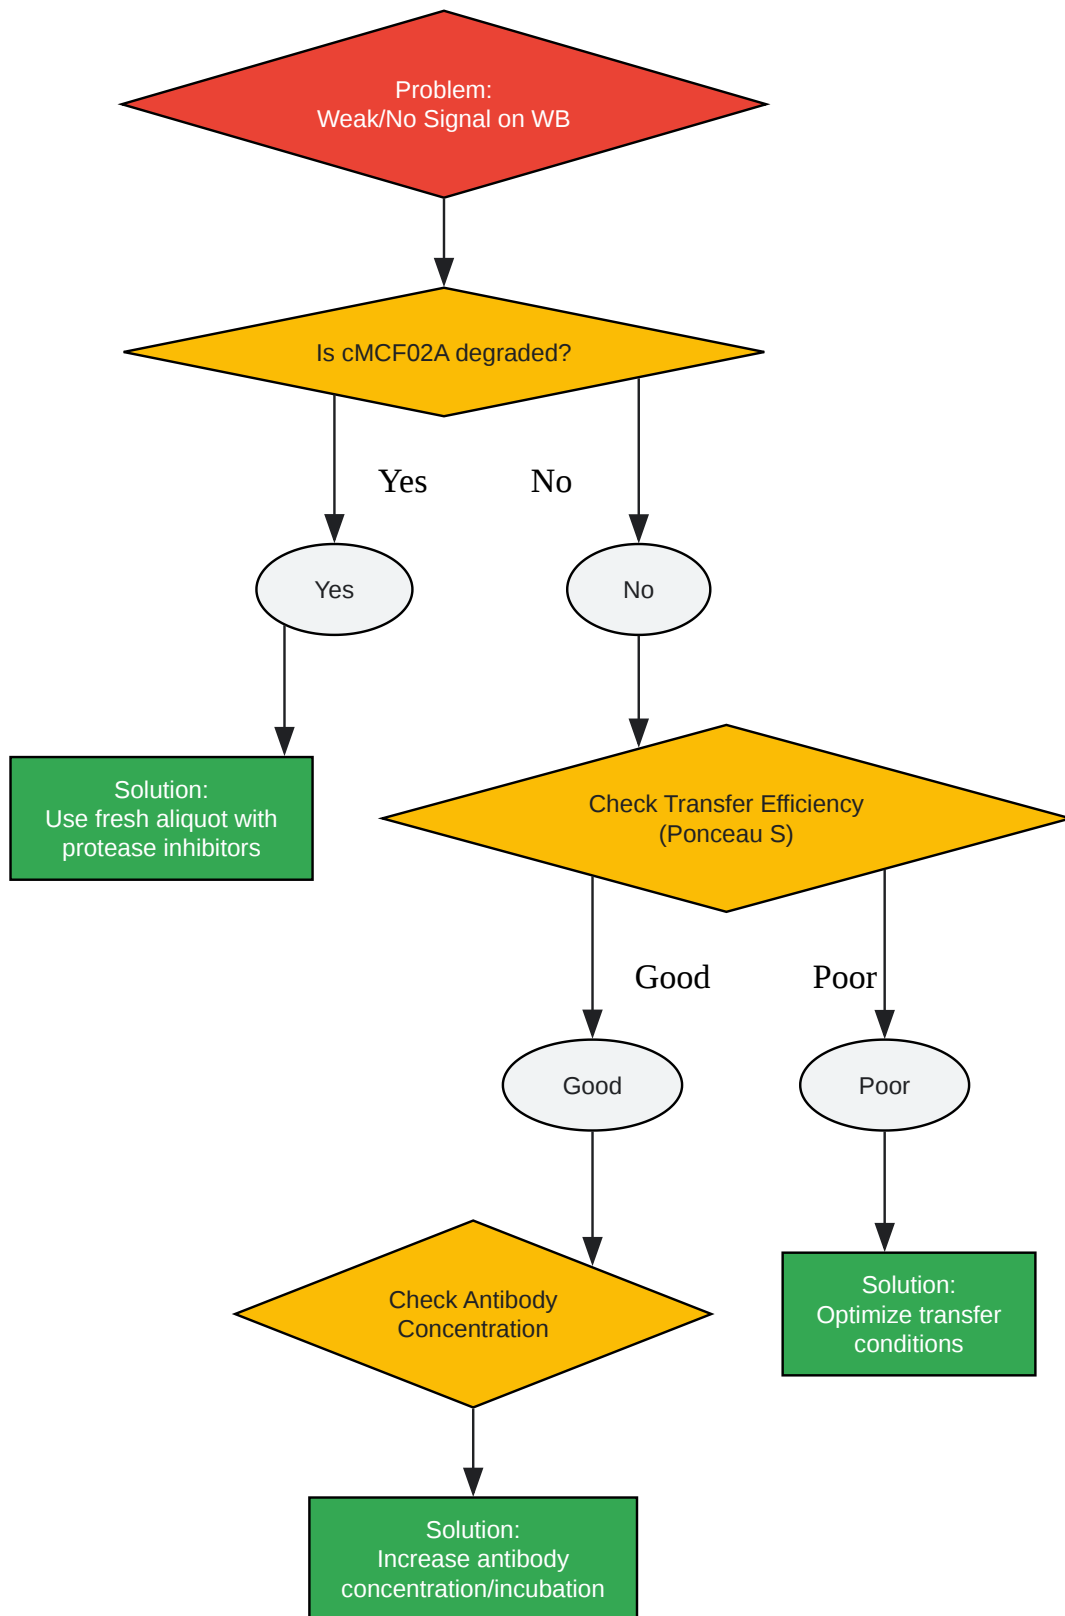 Problem:
Weak/No Signal on WB
Is cMCF02A degraded?
Yes
No
Yes
No
Solution:
Use fresh aliquot with
protease inhibitors
Check Transfer Efficiency
(Ponceau S)
Good
Poor
Good
Poor
Check Antibody
Concentration
Solution:
Optimize transfer
conditions
Solution:
Increase antibody
concentration/incubation